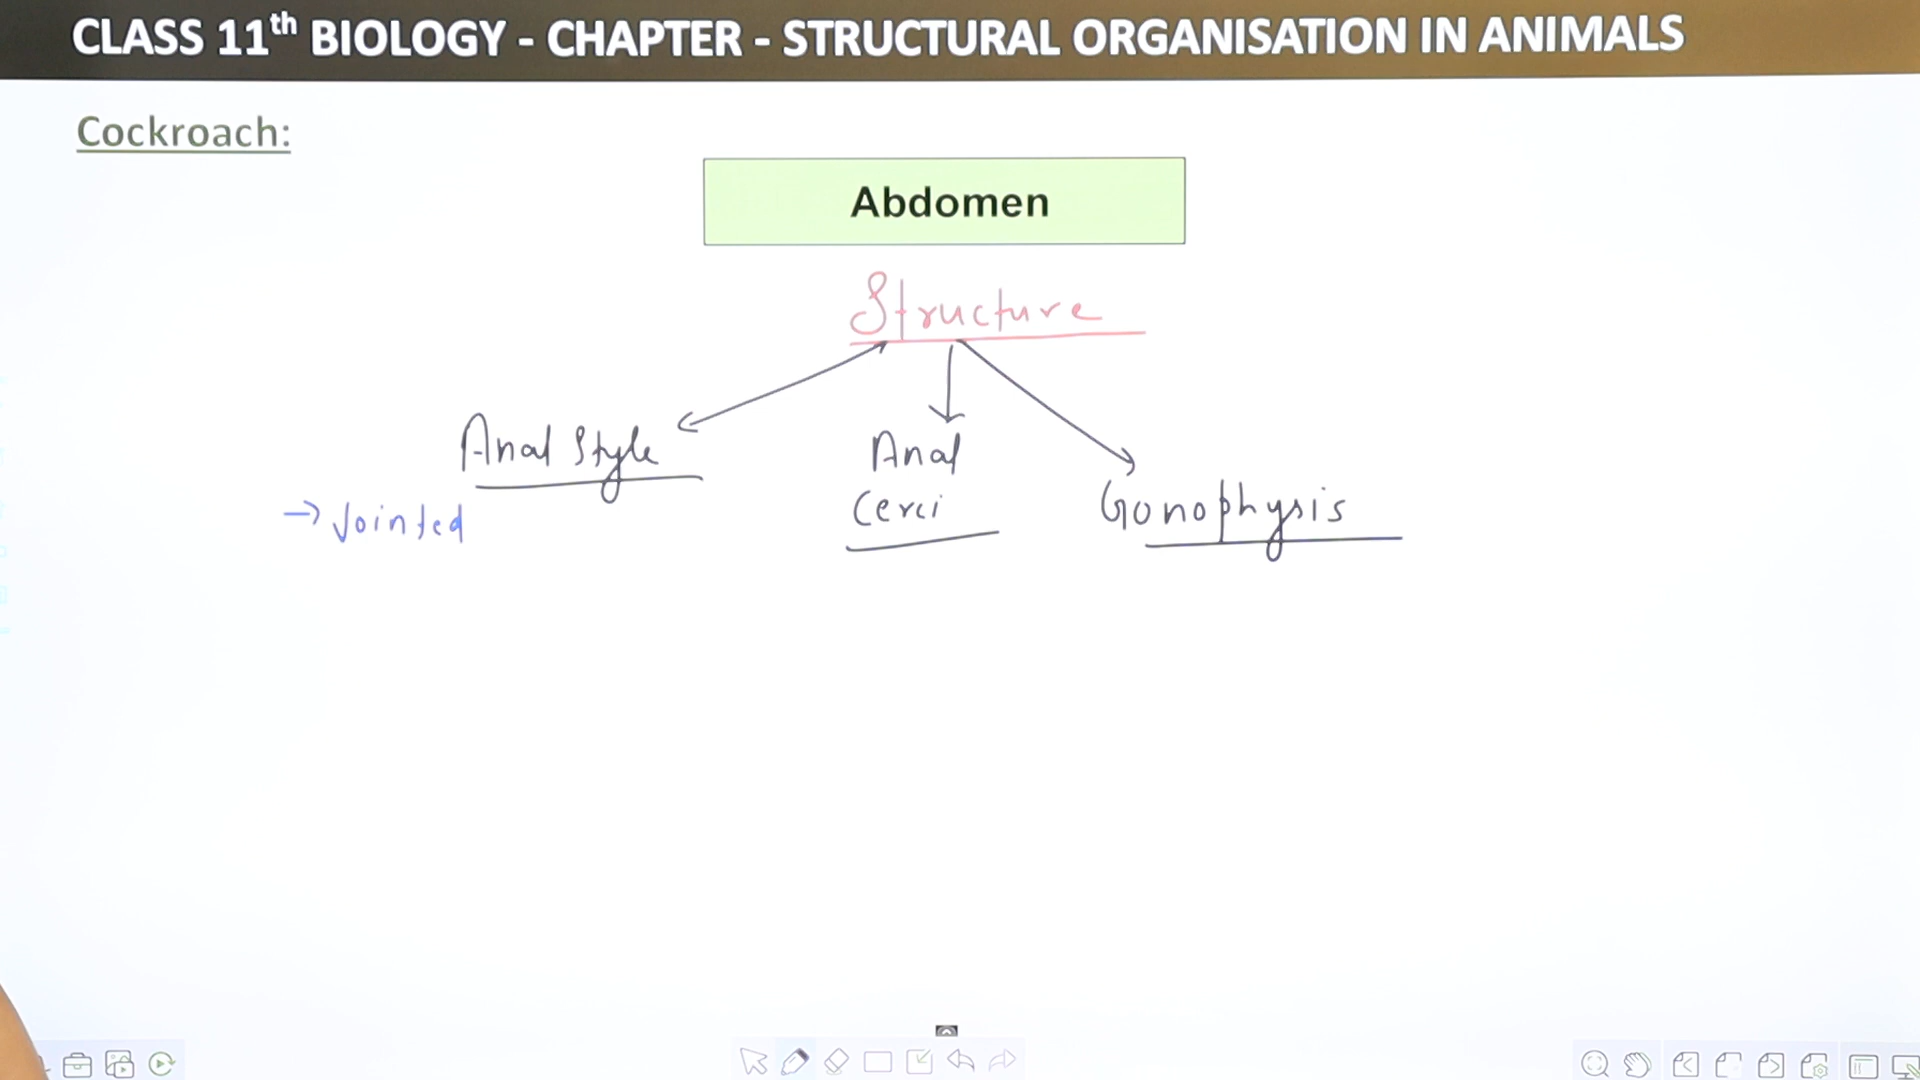 CLASS 11th BIOLOGY - CHAPTER - STRUCTURAL ORGANISATION IN ANIMALS
Cockroach:
Abdomen
Structure
Anal Style
Anal
Cerci
Gonophysis
→ Jointed